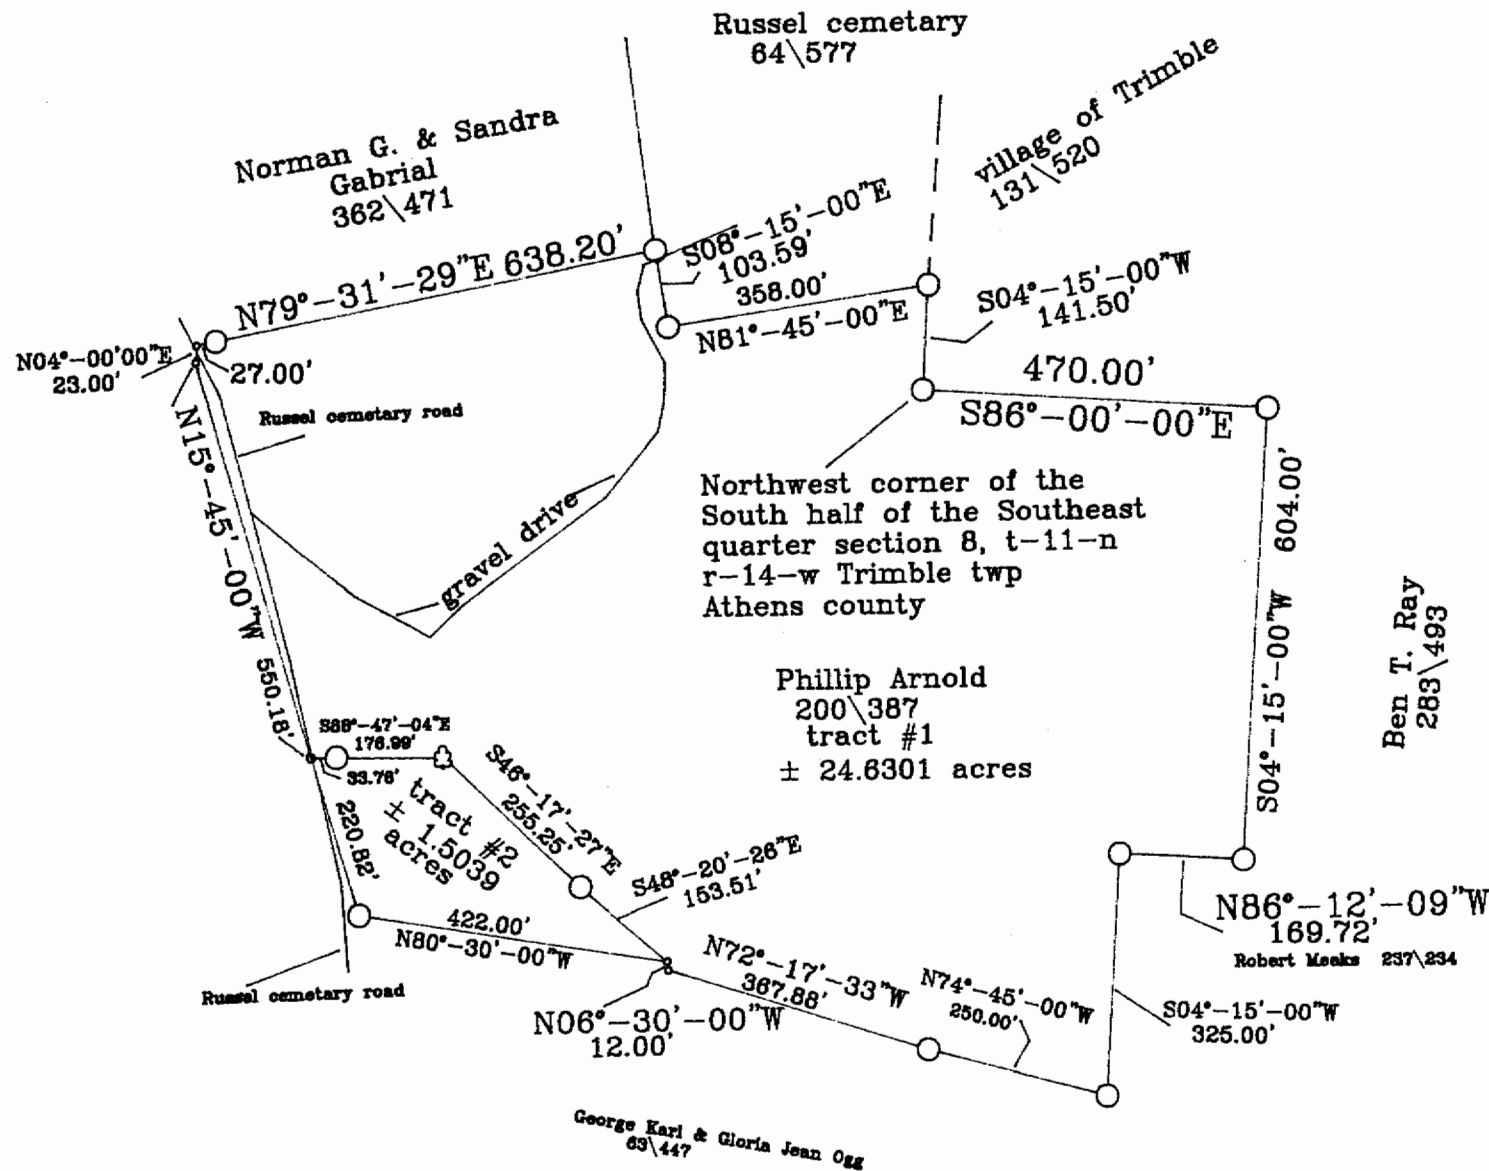 Russel cemetary
64\577
village of Trimble
131\520
Norman G. & Sandra
Gabrial
362\471
S08°-15'-00"E
103.59'
N79°-31'-29"E 638.20'
358.00'
N81°-45'-00"E
S04°-15'-00"W
141.50'
N04°-00'00"E
23.00'
27.00'
470.00'
S86°-00'-00"E
Russel cemetary road
N15°-45'-00"W 550.18'
gravel drive
Northwest corner of the
South half of the Southeast
quarter section 8, t-11-n
r-14-w Trimble twp
Athens county
S04°-15'-00"W 604.00'
Ben T. Ray
283\493
Phillip Arnold
200\387
tract #1
± 24.6301 acres
S88°-47'-04"E
176.99'
33.76'
S46°-17'-27"E
255.25'
tract #2
± 1.5039
acres
220.82'
S48°-20'-26"E
153.51'
422.00'
N80°-30'-00"W
N86°-12'-09"W
169.72'
Robert Meeks 237\234
N72°-17'-33"W
367.88'
N74°-45'-00"W
250.00'
Russal cemetary road
N06°-30'-00"W
12.00'
S04°-15'-00"W
325.00'
George Karl & Gloria Jean Ogg
63\447